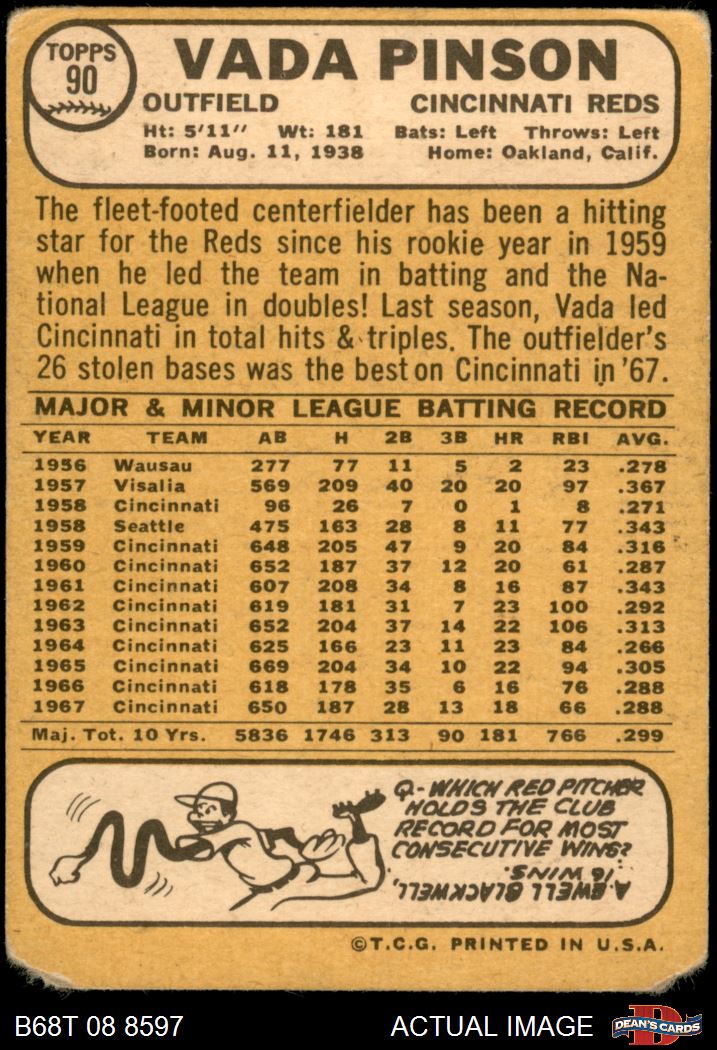 TOPPS
90
VADA PINSON
OUTFIELD CINCINNATI REDS
Ht: 5'11" Wt: 181 Bats: Left Throws: Left
Born: Aug. 11, 1938 Home: Oakland, Calif.
The fleet-footed centerfielder has been a hitting
star for the Reds since his rookie year in 1959
when he led the team in batting and the Na-
tional League in doubles! Last season, Vada led
Cincinnati in total hits & triples. The outfielder's
26 stolen bases was the best on Cincinnati in '67.
MAJOR & MINOR LEAGUE BATTING RECORD
YEAR TEAM AB H 2B 3B HR RBI AVG.
1956 Wausau 277 77 11 5 2 23 .278
1957 Visalia 569 209 40 20 20 97 .367
1958 Cincinnati 96 26 7 0 1 8 .271
1958 Seattle 475 163 28 8 11 77 .343
1959 Cincinnati 648 205 47 9 20 84 .316
1960 Cincinnati 652 187 37 12 20 61 .287
1961 Cincinnati 607 208 34 8 16 87 .343
1962 Cincinnati 619 181 31 7 23 100 .292
1963 Cincinnati 652 204 37 14 22 106 .313
1964 Cincinnati 625 166 23 11 23 84 .266
1965 Cincinnati 669 204 34 10 22 94 .305
1966 Cincinnati 618 178 35 6 16 76 .288
1967 Cincinnati 650 187 28 13 18 66 .288
Maj. Tot. 10 Yrs. 5836 1746 313 90 181 766 .299
Q- WHICH RED PITCHER
HOLDS THE CLUB
RECORD FOR MOST
CONSECUTIVE WINS?
A. EWELL BLACKWELL,
16 WINS.
©T.C.G. PRINTED IN U.S.A.
B68T 08 8597 ACTUAL IMAGE
D
DEAN'S CARDS